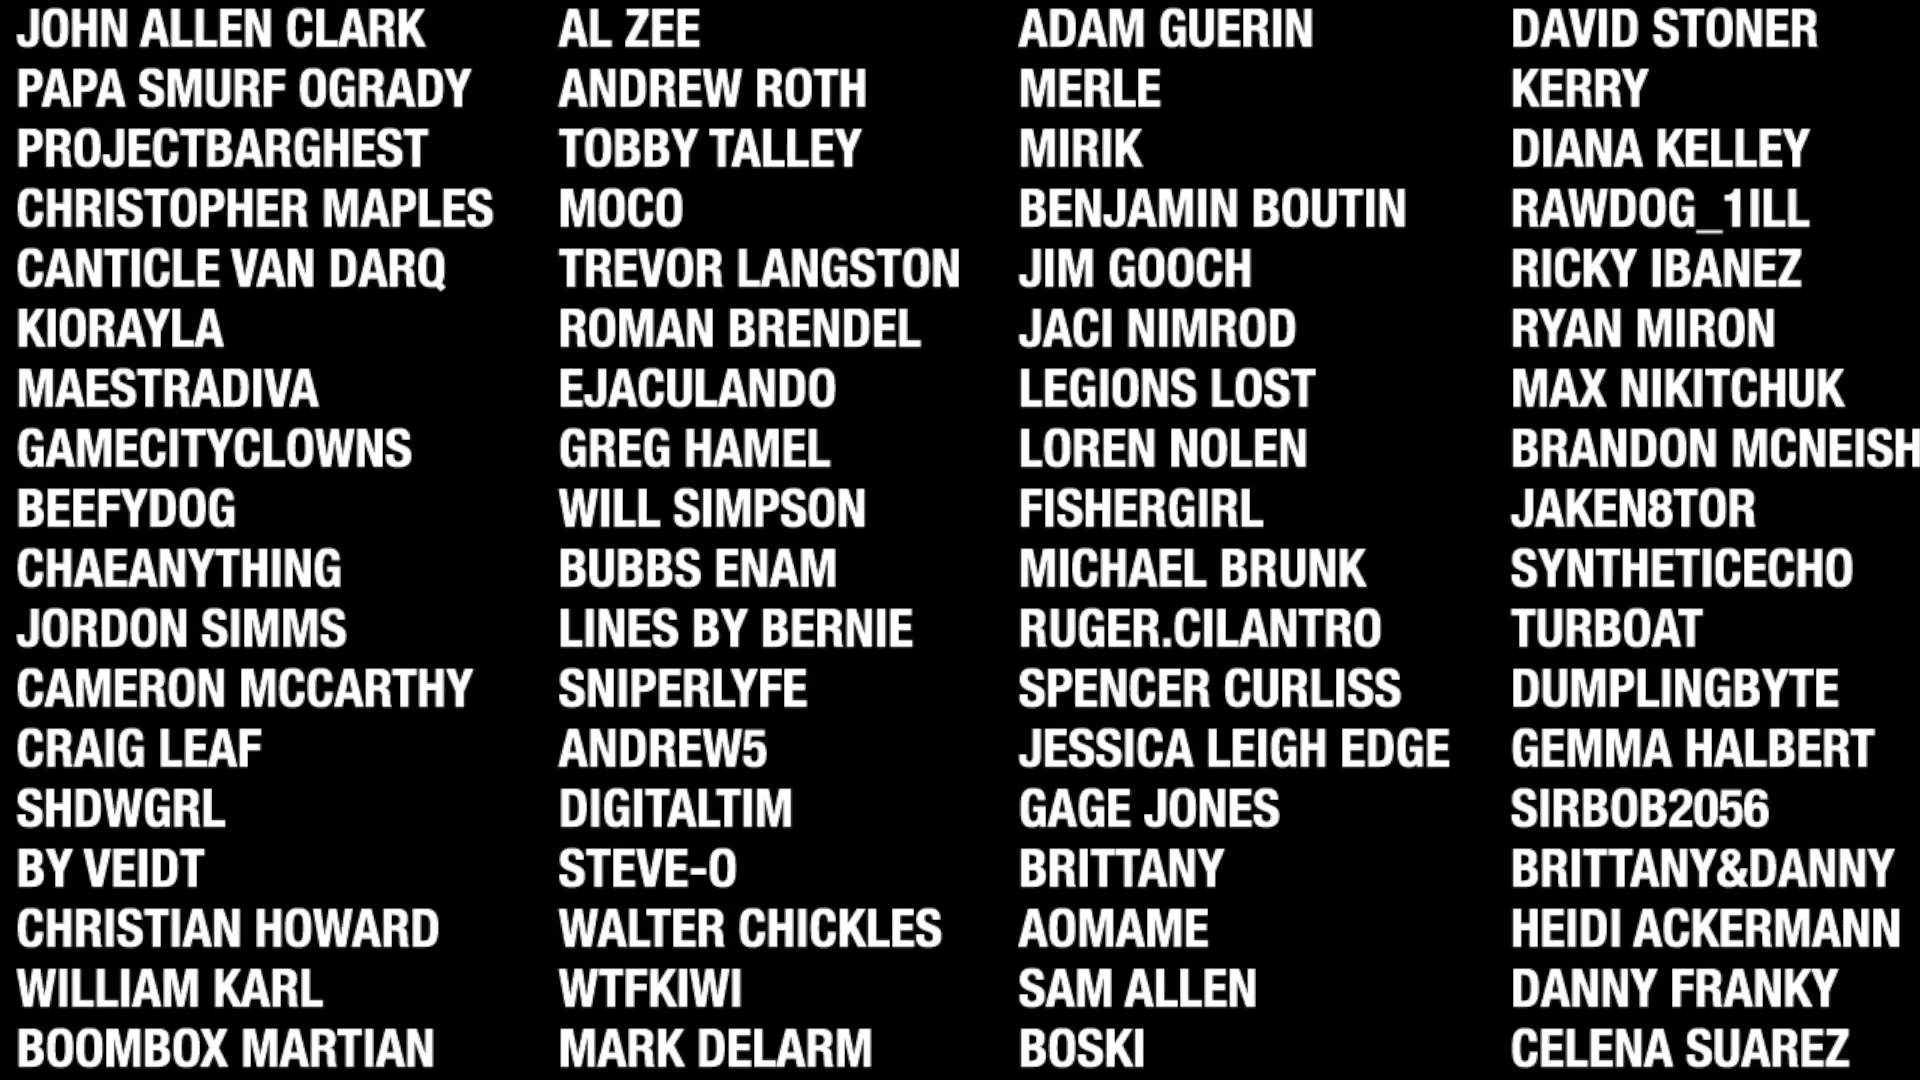 JOHN ALLEN CLARK
PAPA SMURF OGRADY
PROJECTBARGHEST
CHRISTOPHER MAPLES
CANTICLE VAN DARQ
KIORAYLA
MAESTRADIVA
GAMECITYCLOWNS
BEEFYDOG
CHAEANYTHING
JORDON SIMMS
CAMERON MCCARTHY
CRAIG LEAF
SHDWGRL
BY VEIDT
CHRISTIAN HOWARD
WILLIAM KARL
BOOMBOX MARTIAN
AL ZEE
ANDREW ROTH
TOBBY TALLEY
MOCO
TREVOR LANGSTON
ROMAN BRENDEL
EJACULANDO
GREG HAMEL
WILL SIMPSON
BUBBS ENAM
LINES BY BERNIE
SNIPERLYFE
ANDREW5
DIGITALTIM
STEVE-O
WALTER CHICKLES
WTFKIWI
MARK DELARM
ADAM GUERIN
MERLE
MIRIK
BENJAMIN BOUTIN
JIM GOOCH
JACI NIMROD
LEGIONS LOST
LOREN NOLEN
FISHERGIRL
MICHAEL BRUNK
RUGER.CILANTRO
SPENCER CURLISS
JESSICA LEIGH EDGE
GAGE JONES
BRITTANY
AOMAME
SAM ALLEN
BOSKI
DAVID STONER
KERRY
DIANA KELLEY
RAWDOG_1ILL
RICKY IBANEZ
RYAN MIRON
MAX NIKITCHUK
BRANDON MCNEISH
JAKEN8TOR
SYNTHETICECHO
TURBOAT
DUMPLINGBYTE
GEMMA HALBERT
SIRBOB2056
BRITTANY&DANNY
HEIDI ACKERMANN
DANNY FRANKY
CELENA SUAREZ